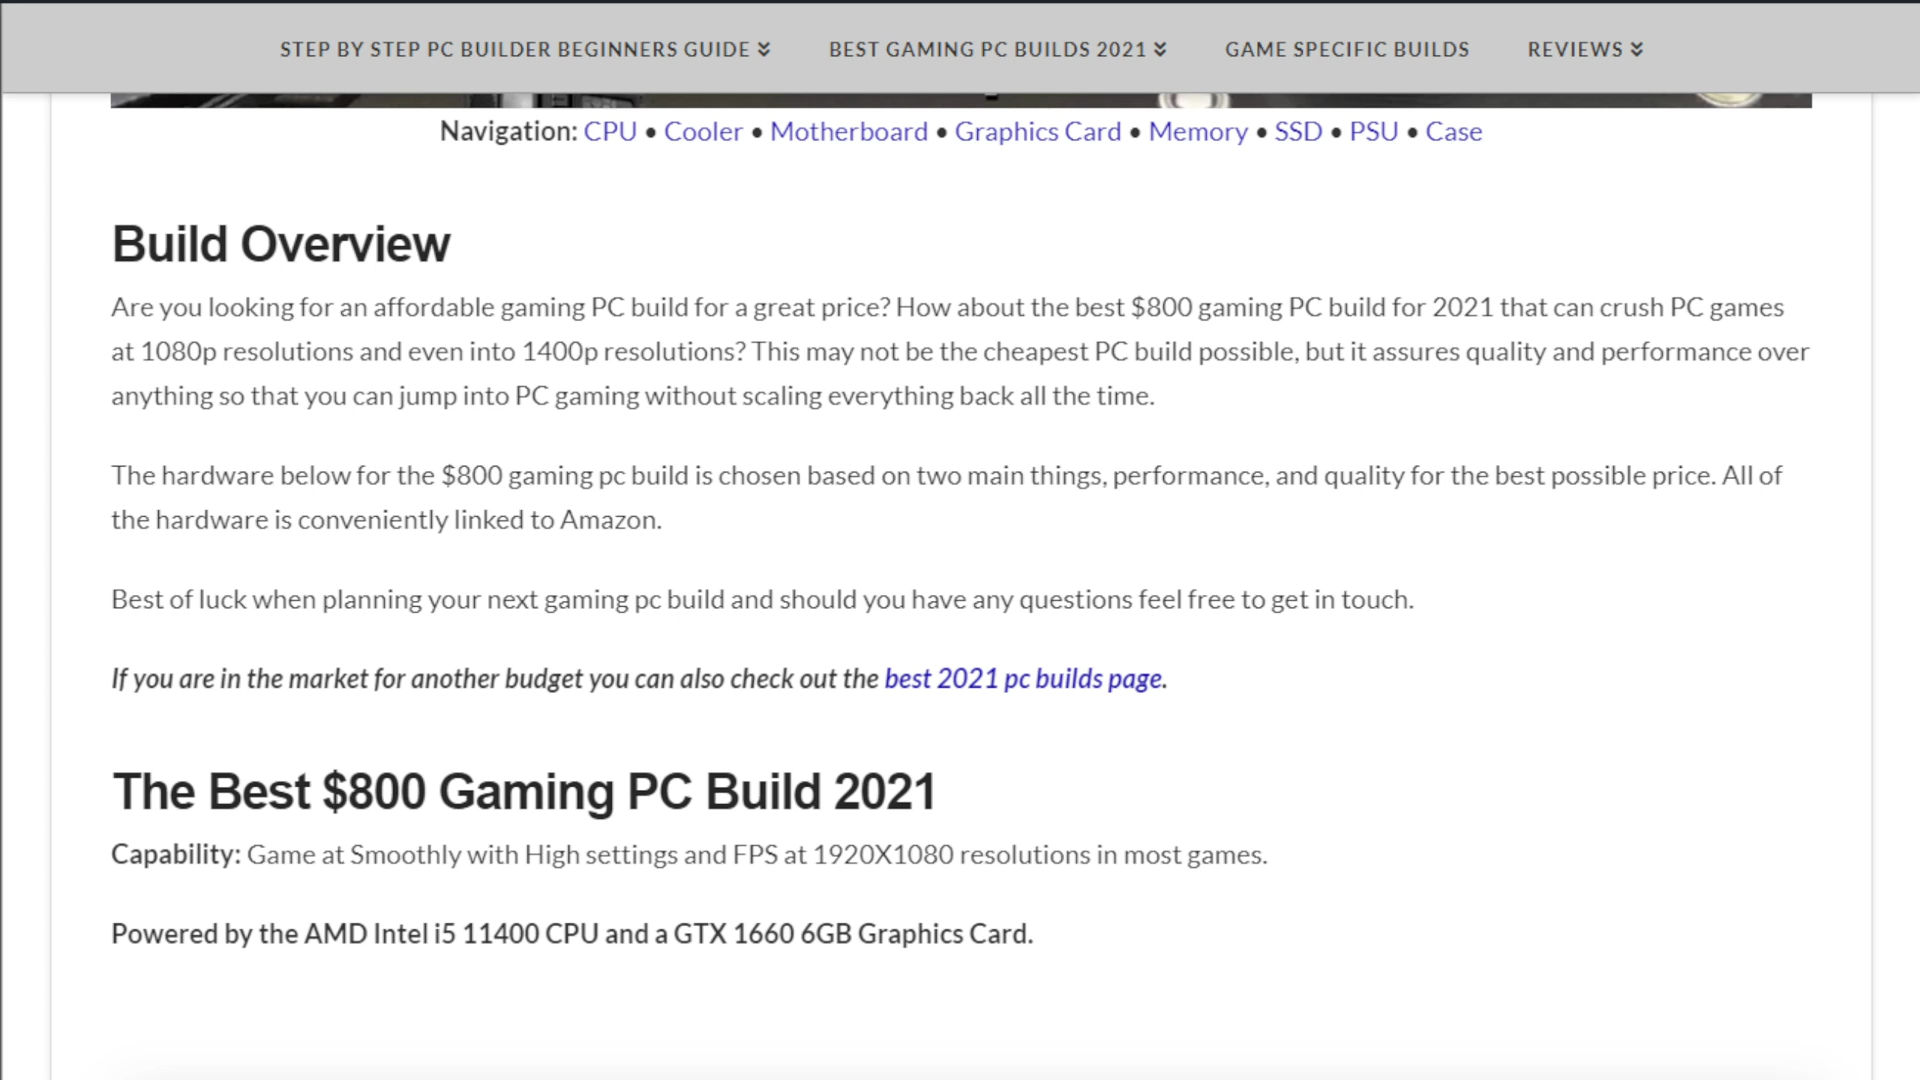 STEP BY STEP PC BUILDER BEGINNERS GUIDE BEST GAMING PC BUILDS 2021 GAME SPECIFIC BUILDS REVIEWS
Navigation: CPU • Cooler • Motherboard • Graphics Card • Memory • SSD • PSU • Case
Build Overview
Are you looking for an affordable gaming PC build for a great price? How about the best $800 gaming PC build for 2021 that can crush PC games
at 1080p resolutions and even into 1400p resolutions? This may not be the cheapest PC build possible, but it assures quality and performance over
anything so that you can jump into PC gaming without scaling everything back all the time.
The hardware below for the $800 gaming pc build is chosen based on two main things, performance, and quality for the best possible price. All of
the hardware is conveniently linked to Amazon.
Best of luck when planning your next gaming pc build and should you have any questions feel free to get in touch.
If you are in the market for another budget you can also check out the best 2021 pc builds page.
The Best $800 Gaming PC Build 2021
Capability: Game at Smoothly with High settings and FPS at 1920X1080 resolutions in most games.
Powered by the AMD Intel i5 11400 CPU and a GTX 1660 6GB Graphics Card.